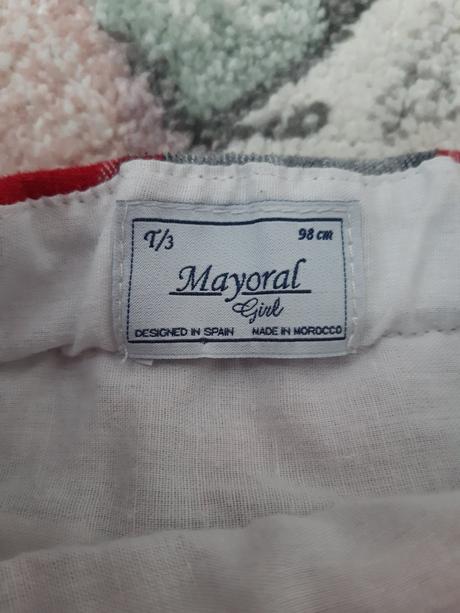 T/3 98 cm
Mayoral
Girl
DESIGNED IN SPAIN MADE IN MOROCCO